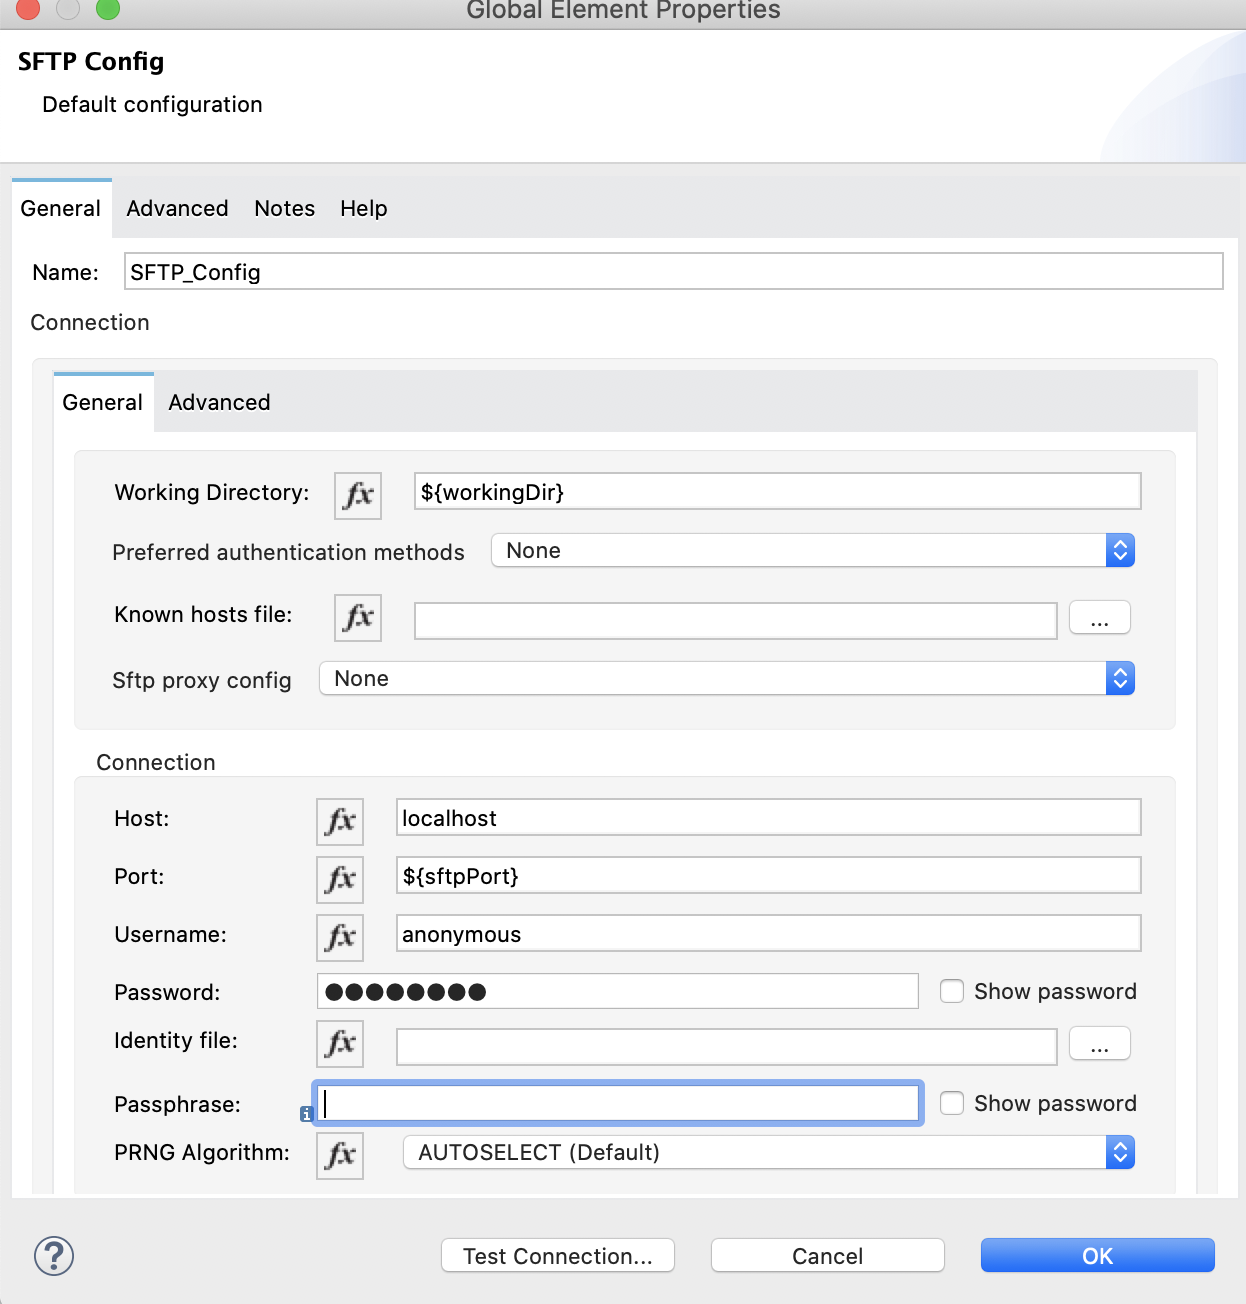 Global Element Properties
SFTP Config
Default configuration
General Advanced Notes Help
Name: SFTP_Config
Connection
General Advanced
Working Directory: fx ${workingDir}
Preferred authentication methods None
Known hosts file: fx ...
Sftp proxy config None
Connection
Host: fx localhost
Port: fx ${sftpPort}
Username: fx anonymous
Password: ●●●●●●●● Show password
Identity file: fx ...
Passphrase: i Show password
PRNG Algorithm: fx AUTOSELECT (Default)
? Test Connection... Cancel OK